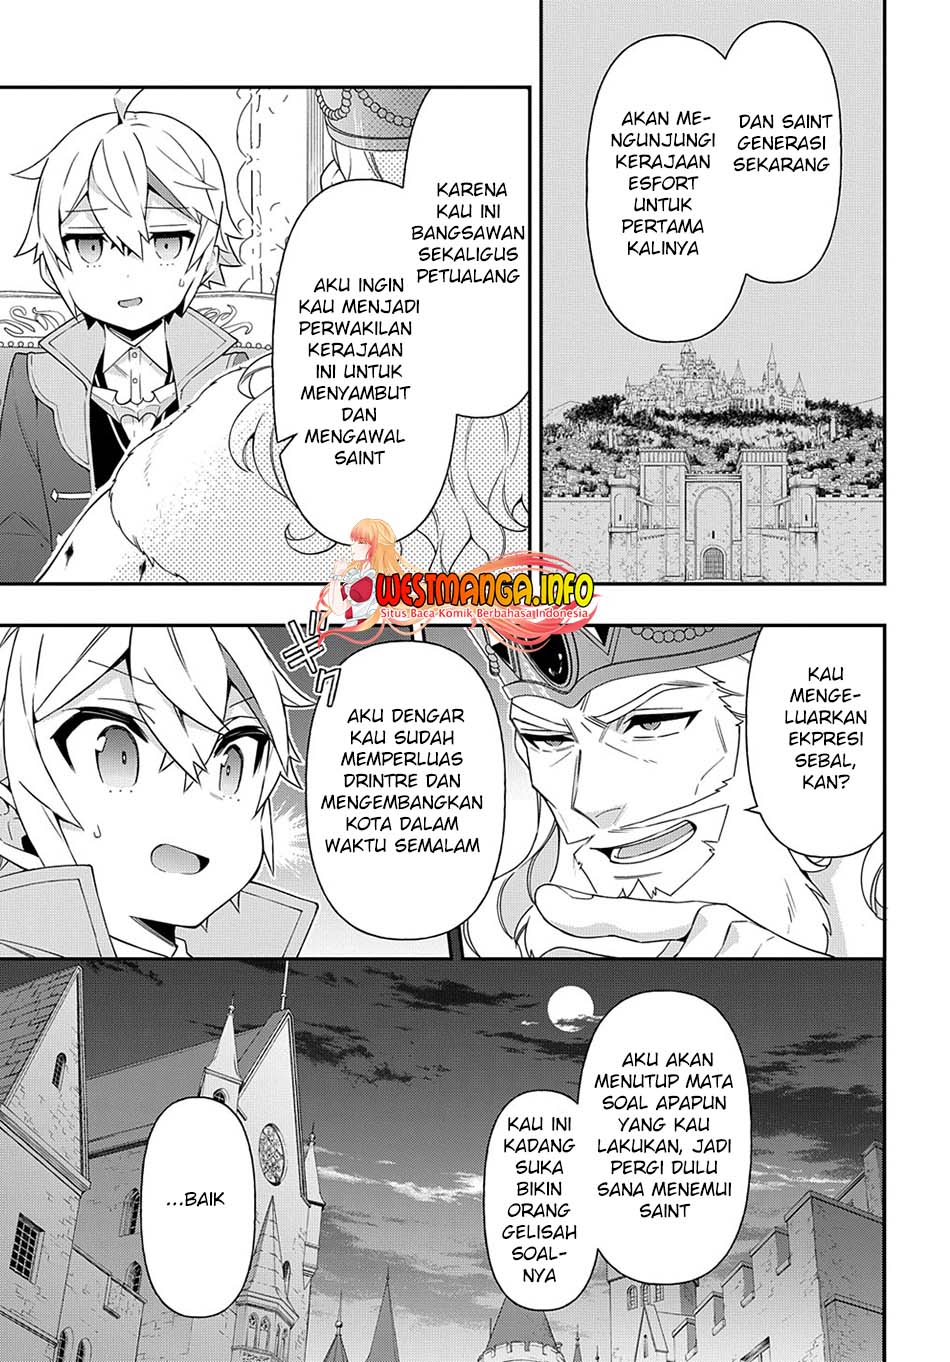 DAN SAINT
GENERASI
SEKARANG
AKAN ME-
NGUNJUNGI
KERAJAAN
ESFORT
UNTUK
PERTAMA
KALINYA
KARENA
KAU INI
BANGSAWAN
SEKALIGUS
PETUALANG
AKU INGIN
KAU MENJADI
PERWAKILAN
KERAJAAN
INI UNTUK
MENYAMBUT
DAN
MENGAWAL
SAINT
WESTMANGA.INFO
Situs Baca Komik Berbahasa Indonesia
KAU
MENGE-
LUARKAN
EKPRESI
SEBAL,
KAN?
AKU DENGAR
KAU SUDAH
MEMPERLUAS
DRINTRE DAN
MENGEMBANGKAN
KOTA DALAM
WAKTU SEMALAM
AKU AKAN
MENUTUP MATA
SOAL APAPUN
YANG KAU
LAKUKAN, JADI
PERGI DULU
SANA MENEMUI
SAINT
KAU INI
KADANG
SUKA
BIKIN
ORANG
GELISAH
SOAL-
NYA
...BAIK